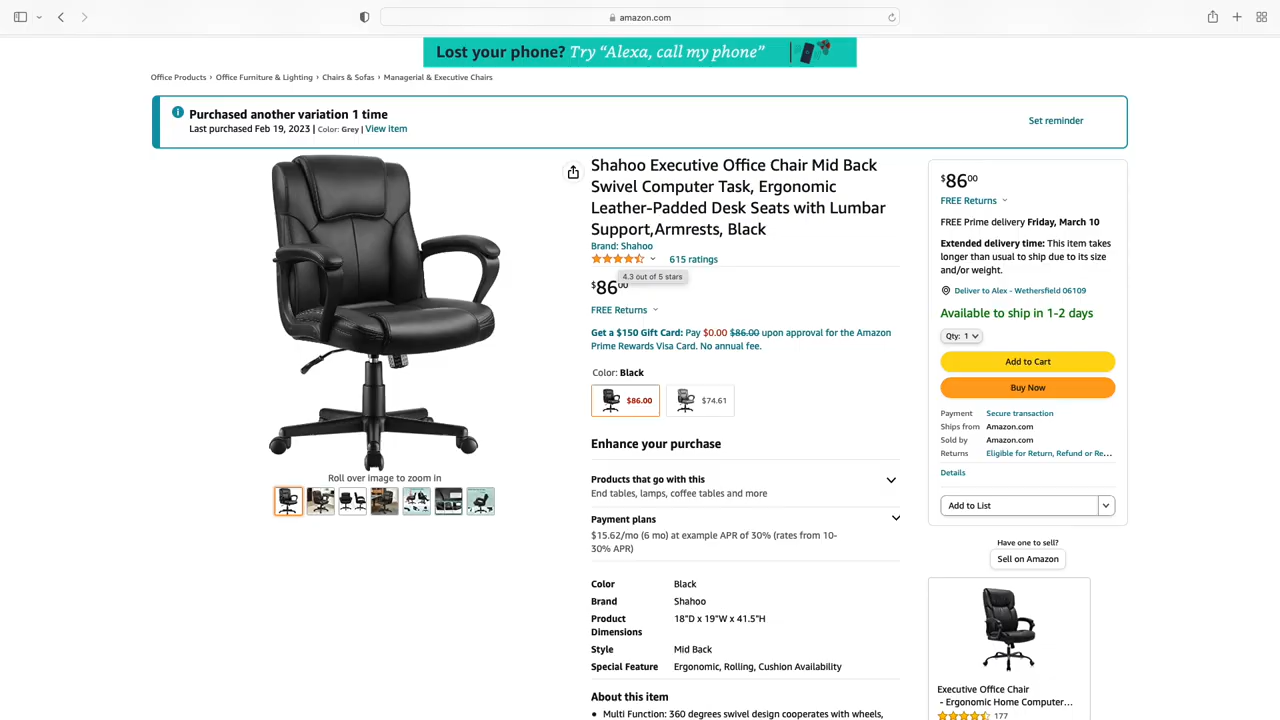 amazon.com
Lost your phone? Try “Alexa, call my phone”
Office Products › Office Furniture & Lighting › Chairs & Sofas › Managerial & Executive Chairs
Purchased another variation 1 time
Last purchased Feb 19, 2023 | Color: Grey | View item
Set reminder
Shahoo Executive Office Chair Mid Back
Swivel Computer Task, Ergonomic
Leather-Padded Desk Seats with Lumbar
Support,Armrests, Black
Brand: Shahoo
615 ratings
4.3 out of 5 stars
$8600
FREE Returns
Get a $150 Gift Card: Pay $0.00 $86.00 upon approval for the Amazon
Prime Rewards Visa Card. No annual fee.
Color: Black
$86.00
$74.61
Enhance your purchase
Products that go with this
End tables, lamps, coffee tables and more
Payment plans
$15.62/mo (6 mo) at example APR of 30% (rates from 10-
30% APR)
Color Black
Brand Shahoo
Product 18"D x 19"W x 41.5"H
Dimensions
Style Mid Back
Special Feature Ergonomic, Rolling, Cushion Availability
About this item
• Multi Function: 360 degrees swivel design cooperates with wheels,
Roll over image to zoom in
$8600
FREE Returns
FREE Prime delivery Friday, March 10
Extended delivery time: This item takes
longer than usual to ship due to its size
and/or weight.
Deliver to Alex - Wethersfield 06109
Available to ship in 1-2 days
Qty: 1
Add to Cart
Buy Now
Payment Secure transaction
Ships from Amazon.com
Sold by Amazon.com
Returns Eligible for Return, Refund or Re...
Details
Add to List
Have one to sell?
Sell on Amazon
Executive Office Chair
- Ergonomic Home Computer...
177